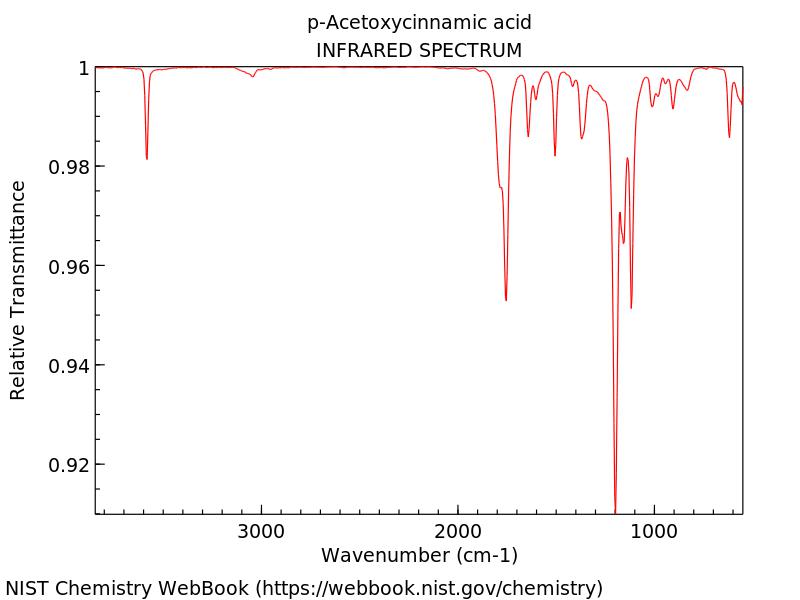 p-Acetoxycinnamic acid
INFRARED SPECTRUM
1
0.98
0.96
0.94
0.92
Relative Transmittance
3000 2000 1000
Wavenumber (cm-1)
NIST Chemistry WebBook (https://webbook.nist.gov/chemistry)